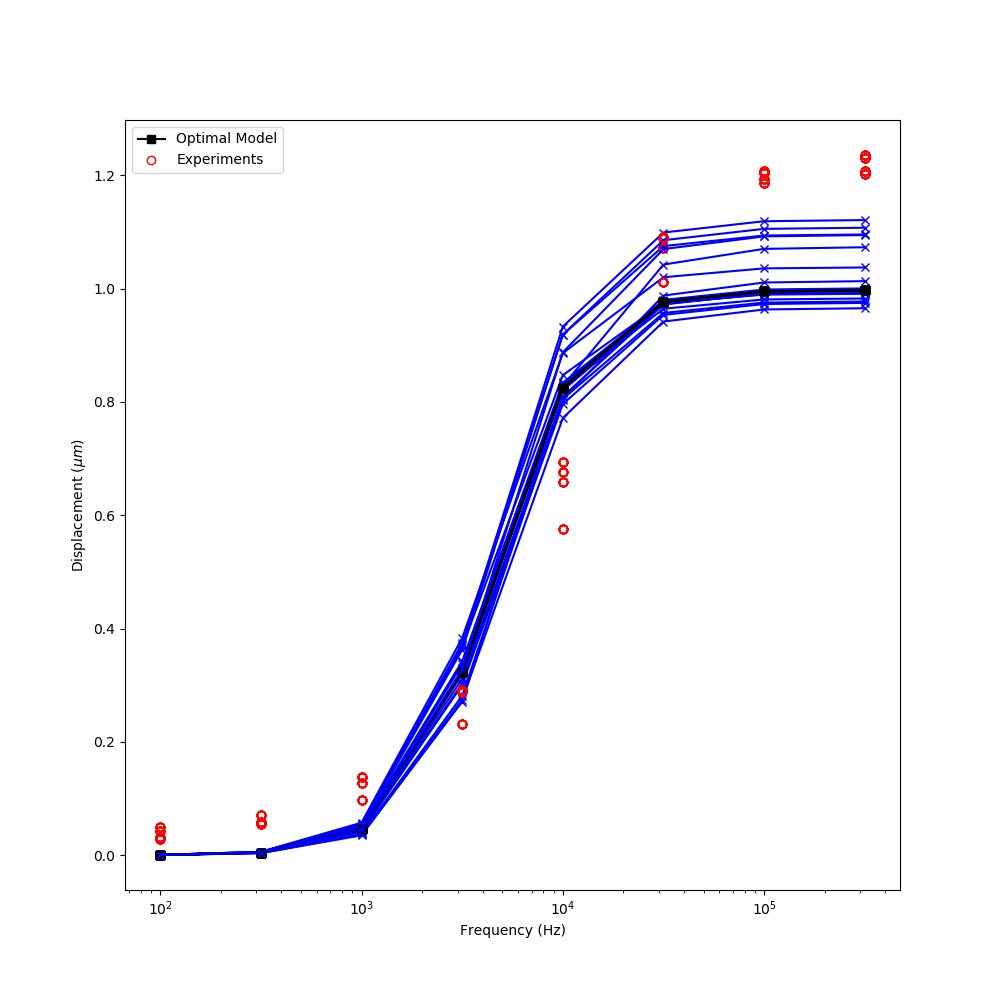 Optimal Model
Experiments
1.2
1.0
0.8
0.6
0.4
0.2
0.0
Displacement (μm)
10² 10³ 10⁴ 10⁵
Frequency (Hz)